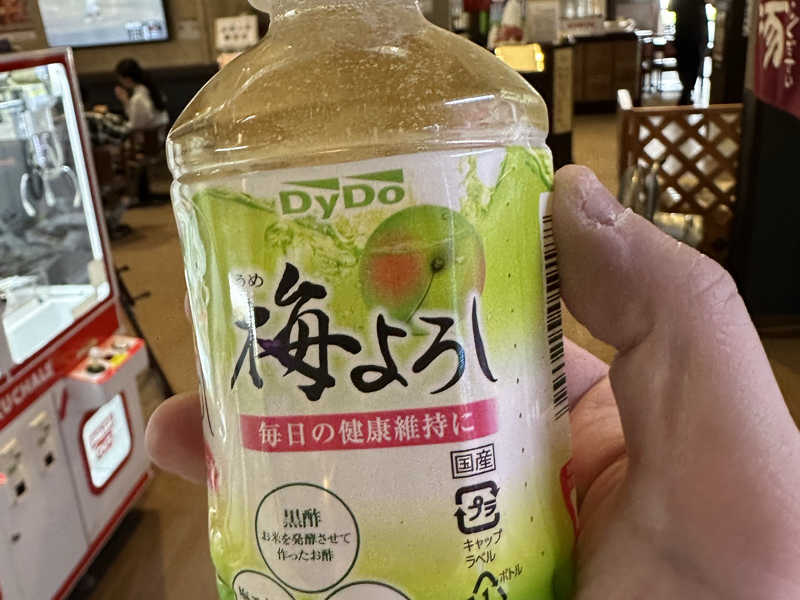 DyDo
うめ
梅よろし
毎日の健康維持に
国産
プラ
キャップ
ラベル
ボトル
黒酢
お米を発酵させて
作ったお酢